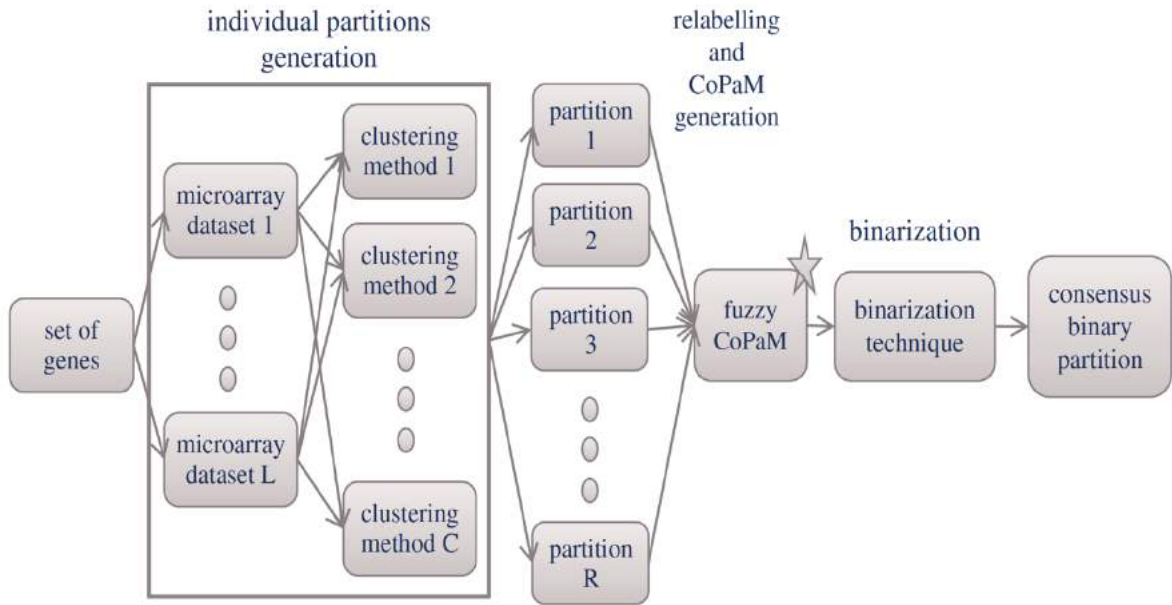 individual partitions
generation
relabelling
and
CoPaM
generation
set of
genes
microarray
dataset 1
microarray
dataset L
clustering
method 1
clustering
method 2
clustering
method C
partition
1
partition
2
partition
3
partition
R
fuzzy
CoPaM
binarization
binarization
technique
consensus
binary
partition